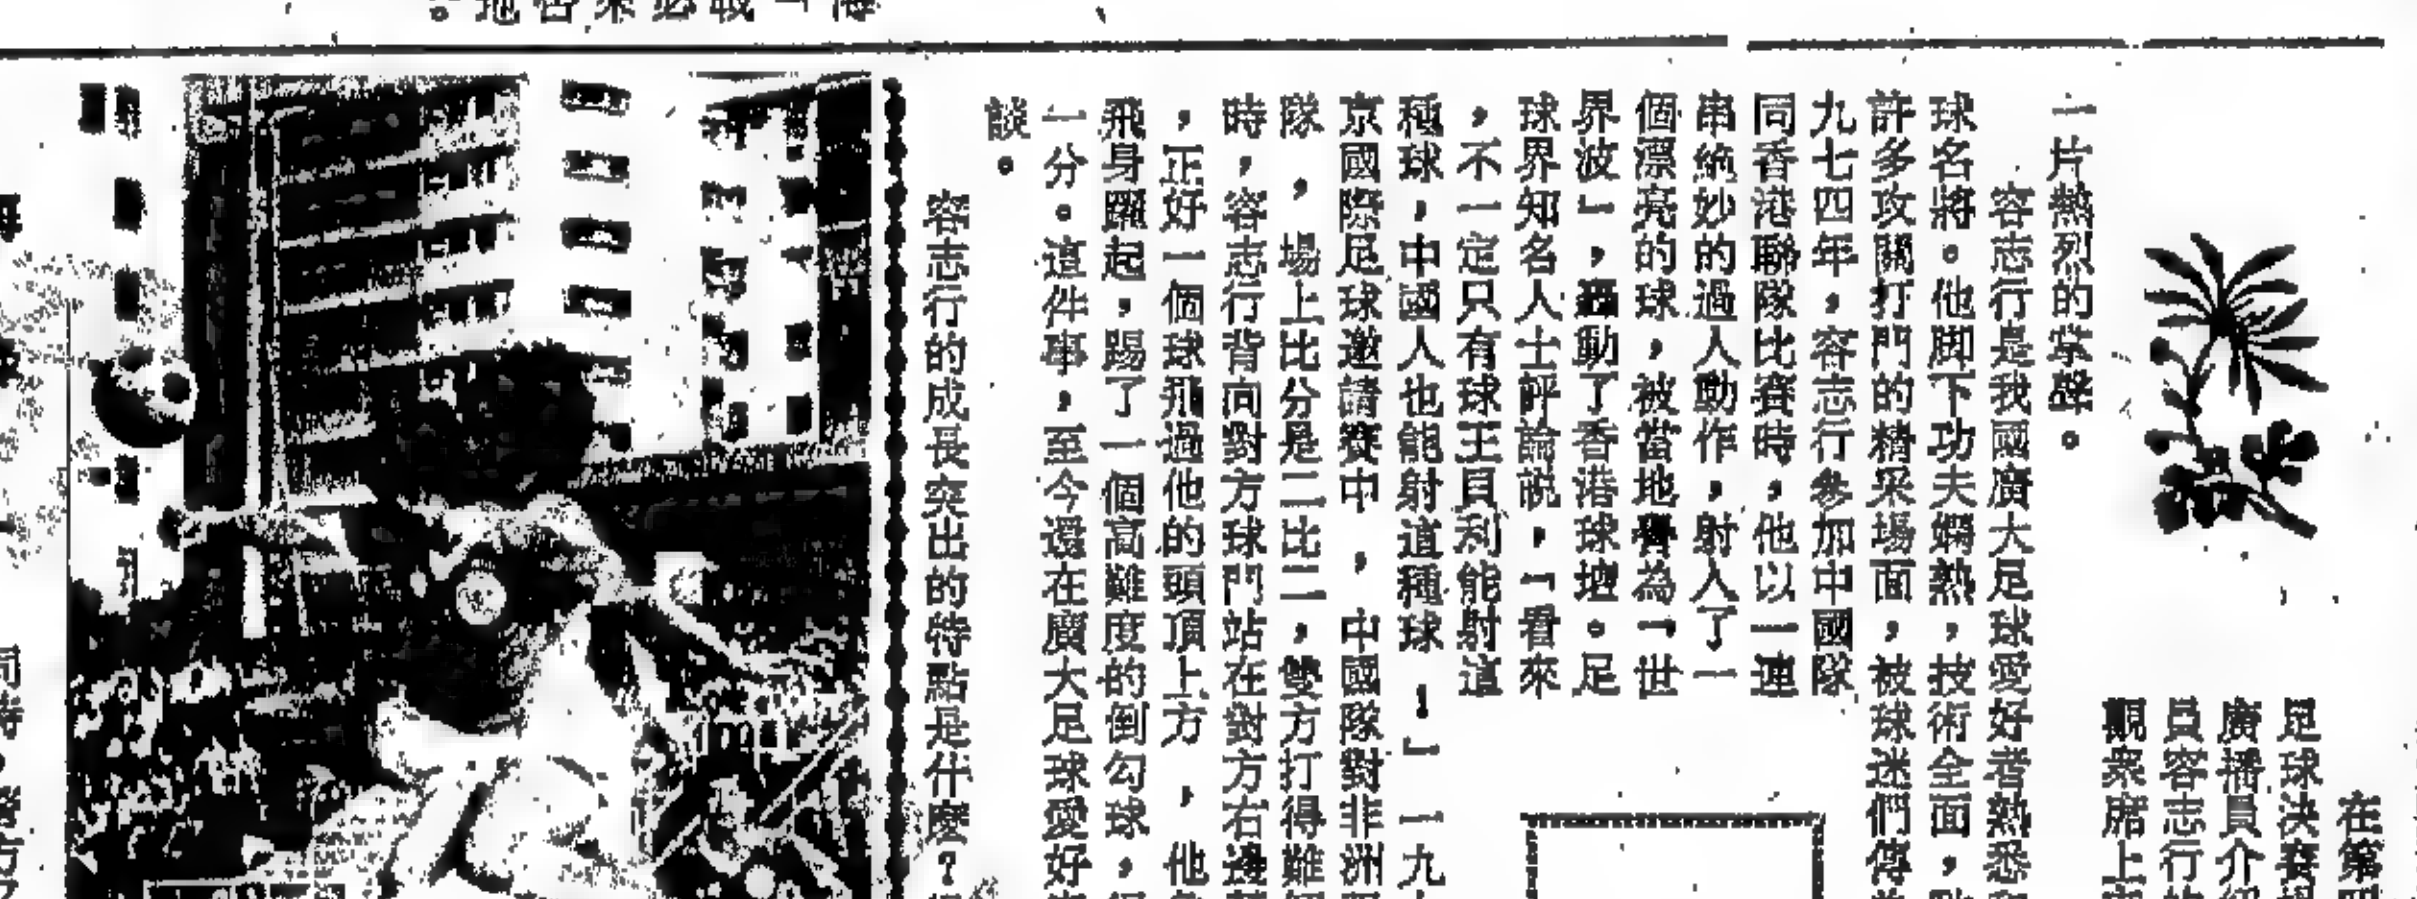 在第
足球決賽
廣播員介紹
員容志行
觀衆席上
一片熱烈的掌聲。
容志行是我國廣大足球愛好者熟悉
球名將。他脚下功夫嫻熟，技術全面，
許多攻關打門的精采場面，被球迷們傳
九七四年，容志行參加中國隊
同香港聯隊比賽時，他以一連
串絶妙的過人動作，射入了一
個漂亮的球，被當地譽為「世
界波」，轟動了香港球壇。足
球界知名人士評論説，「看來
，不一定只有球王貝利能射這
種球，中國人也能射這種球！」一九
京國際足球邀請賽中，中國隊對非洲
隊，場上比分是二比二，雙方打得難
時，容志行背向對方球門站在對方右邊
，正好一個球飛過他的頭頂上方，他
飛身躍起，踢了一個高難度的倒勾球，
一分。這件事，至今還在廣大足球愛好
談。
容志行的成長突出的特點是什麽？